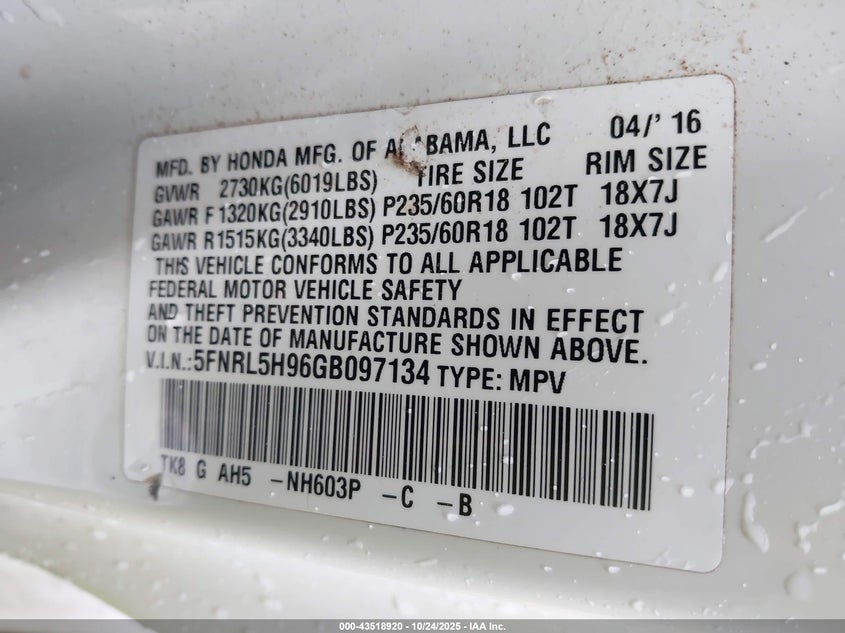 MFD. BY HONDA MFG. OF ALABAMA, LLC 04/'16
GVWR 2730KG(6019LBS) TIRE SIZE RIM SIZE
GAWR F1320KG(2910LBS) P235/60R18 102T 18X7J
GAWR R1515KG(3340LBS) P235/60R18 102T 18X7J
THIS VEHICLE CONFORMS TO ALL APPLICABLE
FEDERAL MOTOR VEHICLE SAFETY
AND THEFT PREVENTION STANDARDS IN EFFECT
ON THE DATE OF MANUFACTURE SHOWN ABOVE.
V.I.N.:5FNRL5H96GB097134 TYPE: MPV
TK8 G AH5 -NH603P -C -B
000-43518920 - 10/24/2025 - IAA Inc.